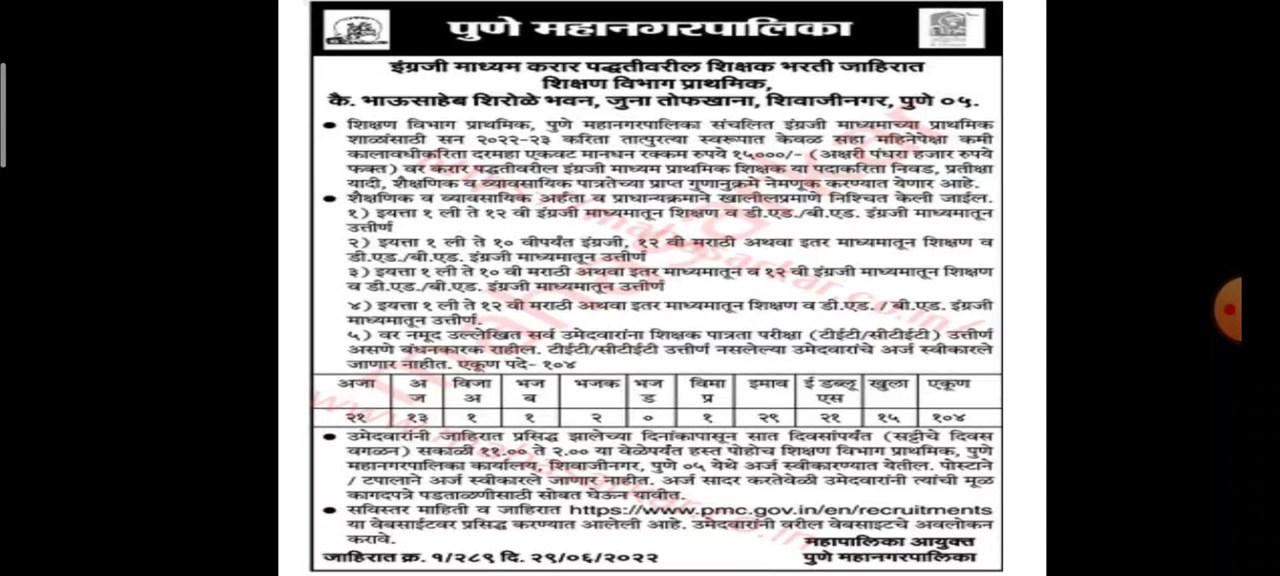 पुणे महानगरपालिका
इंग्रजी माध्यम करार पद्धतीवरील शिक्षक भरती जाहिरात
शिक्षण विभाग प्राथमिक,
कै. भाऊसाहेब शिरोळे भवन, जुना तोफखाना, शिवाजीनगर, पुणे ०५.
● शिक्षण विभाग प्राथमिक, पुणे महानगरपालिका संचलित इंग्रजी माध्यमाच्या प्राथमिक
शाळांसाठी सन २०२२-२३ करिता तात्पुरत्या स्वरूपात केवळ सहा महिनेपेक्षा कमी
कालावधीकरिता दरमहा एकवट मानधन रक्कम रुपये १५०००/- (अक्षरी पंधरा हजार रुपये
फक्त) वर करार पद्धतीवरील इंग्रजी माध्यम प्राथमिक शिक्षक या पदाकरिता निवड, प्रतीक्षा
यादी, शैक्षणिक व व्यावसायिक पात्रतेच्या प्राप्त गुणानुक्रमे नेमणूक करण्यात येणार आहे.
● शैक्षणिक व व्यावसायिक अर्हता व प्राधान्यक्रमाने खालीलप्रमाणे निश्चित केली जाईल.
१) इयत्ता १ ली ते १२ वी इंग्रजी माध्यमातून शिक्षण व डी.एड./बी.एड. इंग्रजी माध्यमातून
उत्तीर्ण
२) इयत्ता १ ली ते १० वीपर्यंत इंग्रजी, १२ वी मराठी अथवा इतर माध्यमातून शिक्षण व
डी.एड./बी.एड. इंग्रजी माध्यमातून उत्तीर्ण
३) इयत्ता १ ली ते १० वी मराठी अथवा इतर माध्यमातून व १२ वी इंग्रजी माध्यमातून शिक्षण
व डी.एड./बी.एड. इंग्रजी माध्यमातून उत्तीर्ण
४) इयत्ता १ ली ते १२ वी मराठी अथवा इतर माध्यमातून शिक्षण व डी.एड. / बी.एड. इंग्रजी
माध्यमातून उत्तीर्ण.
५) वर नमूद उल्लेखित सर्व उमेदवारांना शिक्षक पात्रता परीक्षा (टीईटी/सीटीईटी) उत्तीर्ण
असणे बंधनकारक राहील. टीईटी/सीटीईटी उत्तीर्ण नसलेल्या उमेदवारांचे अर्ज स्वीकारले
जाणार नाहीत. एकूण पदे- १०४
अजा अज विजाअ भजब भजक भजड विमाप्र इमाव ई डब्लू एस खुला एकूण
२१ १३ १ १ २ ० १ २९ २१ १५ १०४
● उमेदवारांनी जाहिरात प्रसिद्ध झालेच्या दिनांकापासून सात दिवसांपर्यंत (सुट्टीचे दिवस
वगळून) सकाळी ११.०० ते २.०० या वेळेपर्यंत हस्त पोहोच शिक्षण विभाग प्राथमिक, पुणे
महानगरपालिका कार्यालय, शिवाजीनगर, पुणे ०५ येथे अर्ज स्वीकारण्यात येतील. पोस्टाने
/ टपालाने अर्ज स्वीकारले जाणार नाहीत. अर्ज सादर करतेवेळी उमेदवारांनी त्यांची मूळ
कागदपत्रे पडताळणीसाठी सोबत घेऊन यावीत.
● सविस्तर माहिती व जाहिरात https://www.pmc.gov.in/en/recruitments
या वेबसाईटवर प्रसिद्ध करण्यात आलेली आहे. उमेदवारांनी वरील वेबसाइटचे अवलोकन
करावे.
महापालिका आयुक्त
जाहिरात क्र. १/२८९ दि. २९/०६/२०२२ पुणे महानगरपालिका